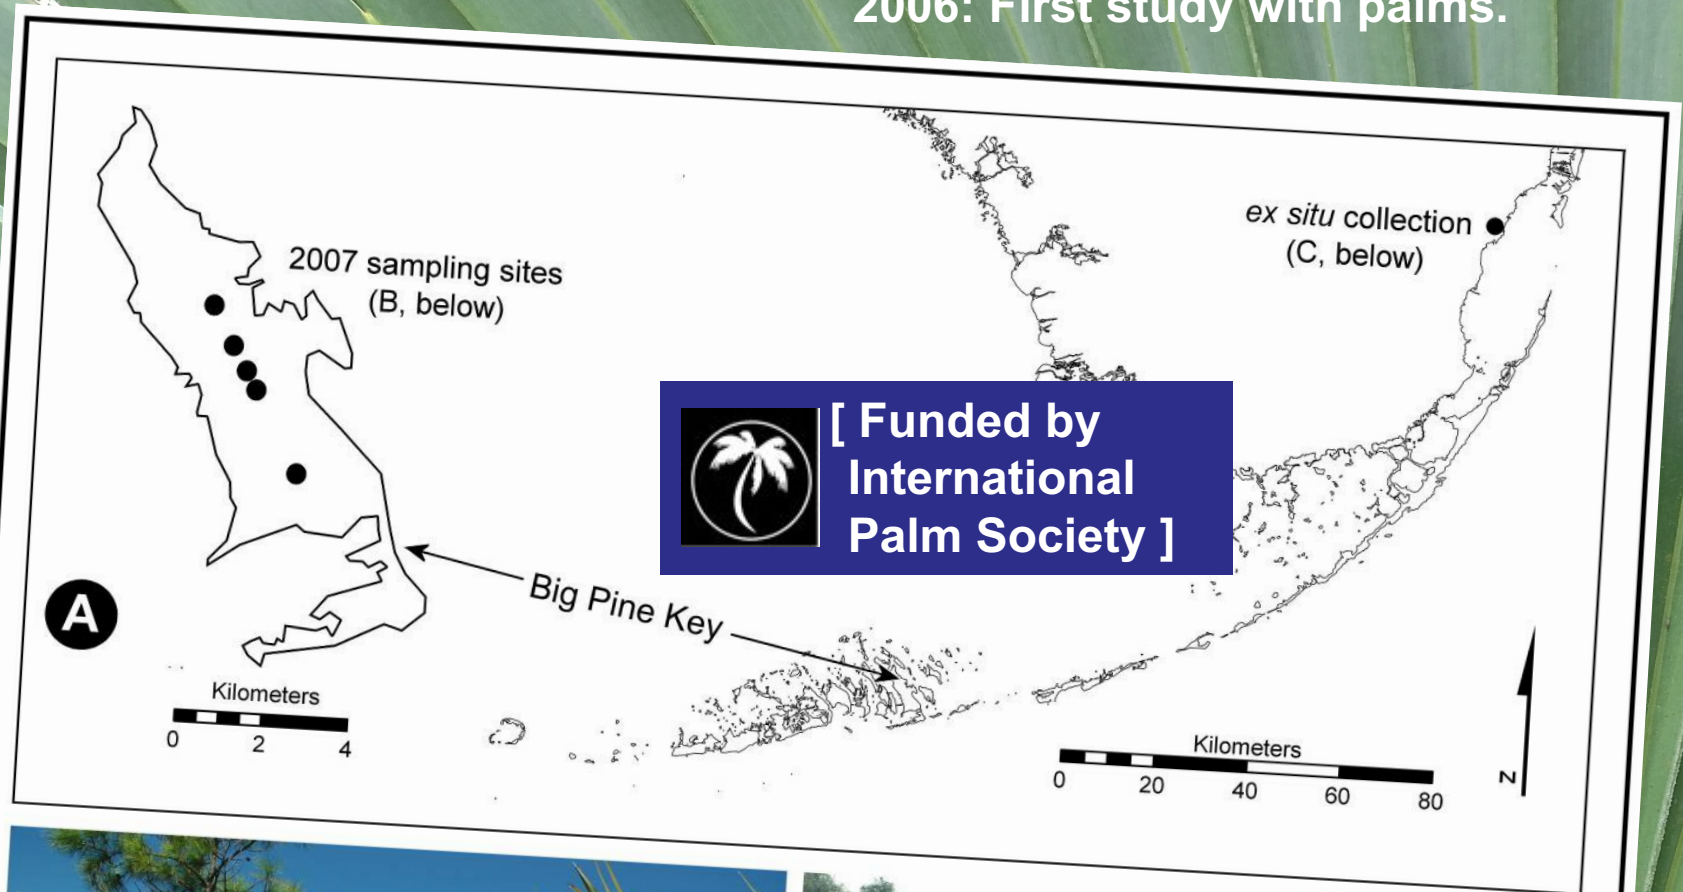 2006: First study with palms.
2007 sampling sites
(B, below)
ex situ collection
(C, below)
[ Funded by
International
Palm Society ]
Big Pine Key
A
Kilometers
0 2 4
Kilometers
0 20 40 60 80
N